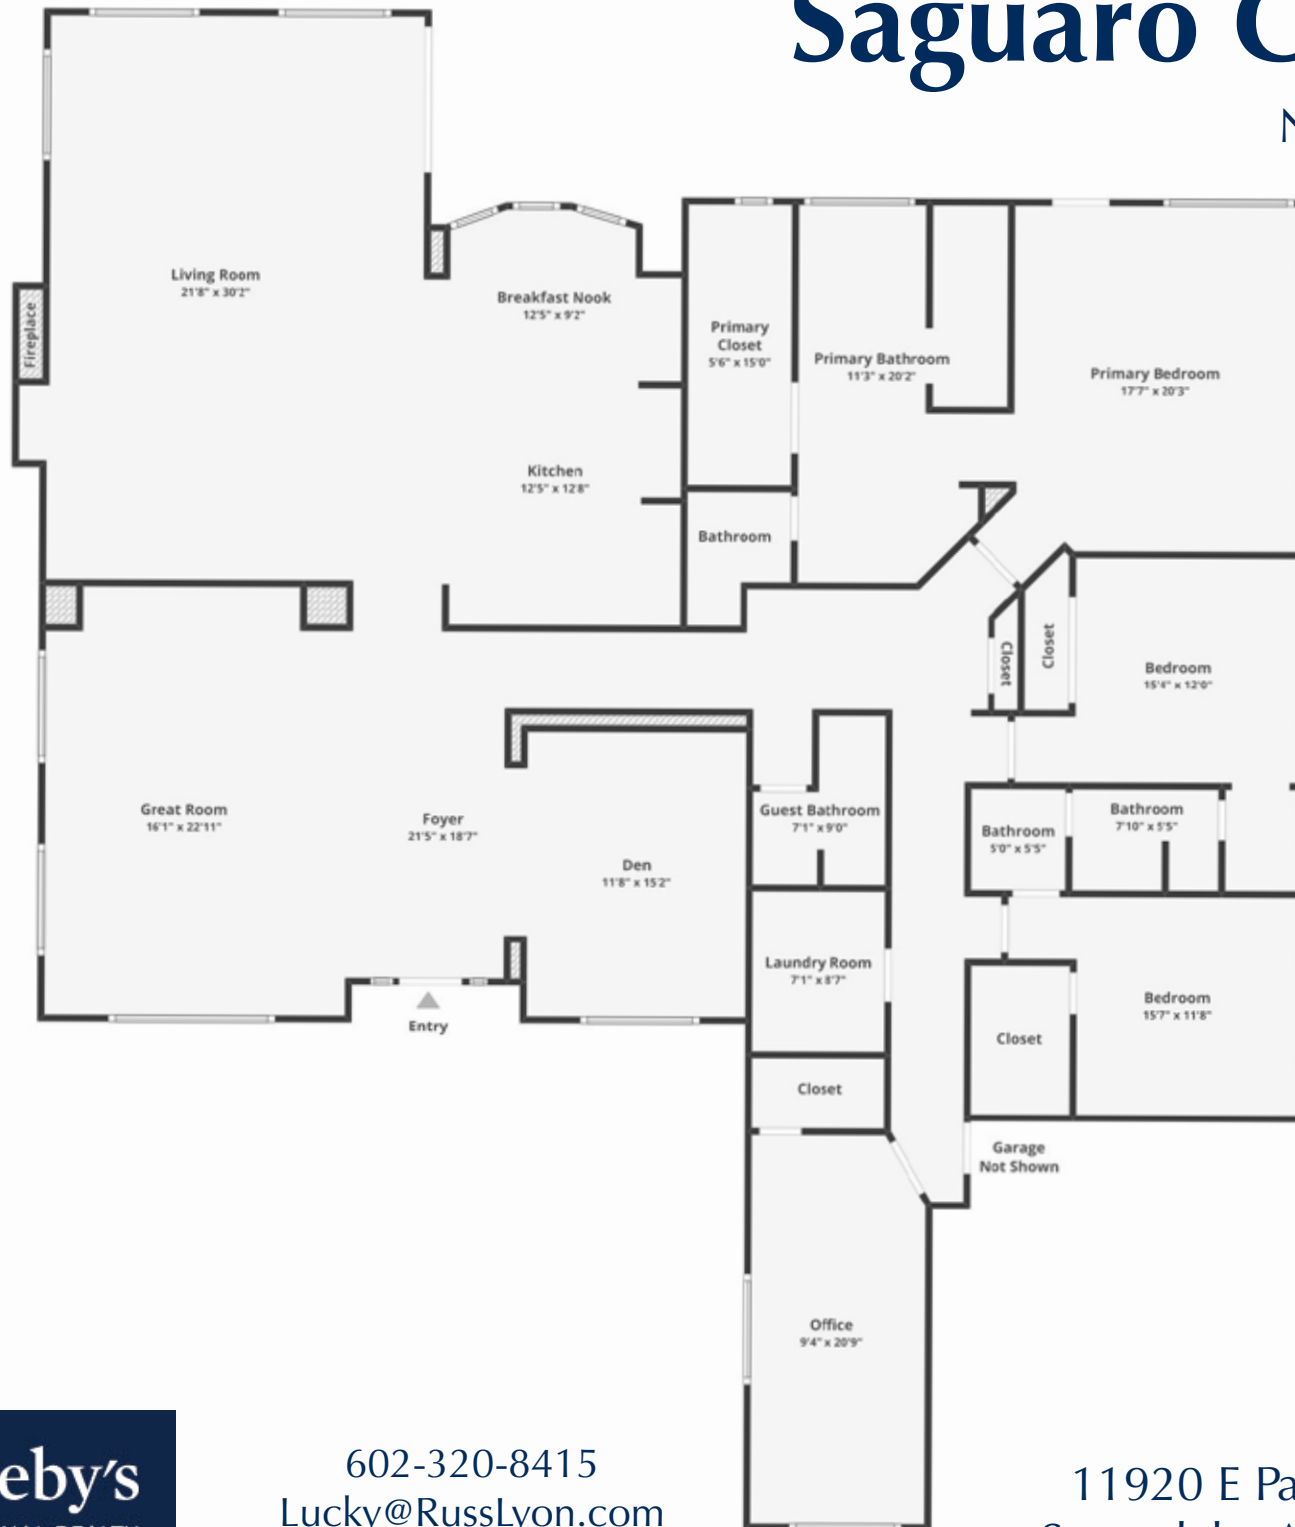 Saguaro C
N
Living Room
21'8" x 30'2"
Fireplace
Breakfast Nook
12'5" x 9'2"
Primary
Closet
5'6" x 15'0"
Primary Bathroom
11'3" x 20'2"
Primary Bedroom
17'7" x 20'3"
Kitchen
12'5" x 12'8"
Bathroom
Closet
Closet
Bedroom
15'4" x 12'0"
Great Room
16'1" x 22'11"
Foyer
21'5" x 18'7"
Den
11'8" x 15'2"
Guest Bathroom
7'1" x 9'0"
Bathroom
5'0" x 5'5"
Bathroom
7'10" x 5'5"
Laundry Room
7'1" x 8'7"
Bedroom
15'7" x 11'8"
Closet
Entry
Closet
Garage
Not Shown
Office
9'4" x 20'9"
eby's
602-320-8415
Lucky@RussLyon.com
11920 E Pa